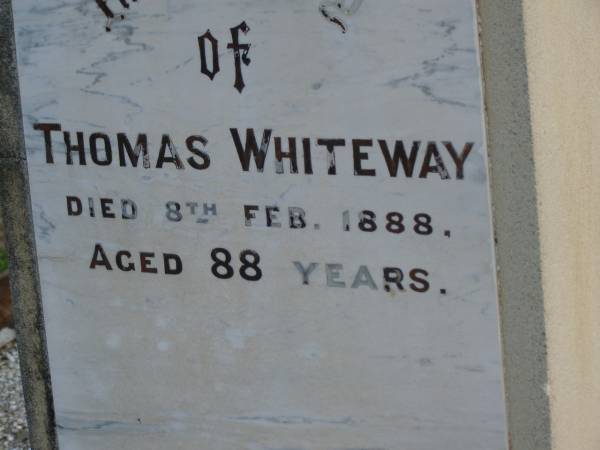 of
THOMAS WHITEWAY
DIED 8TH FEB. 1888.
AGED 88 YEARS.